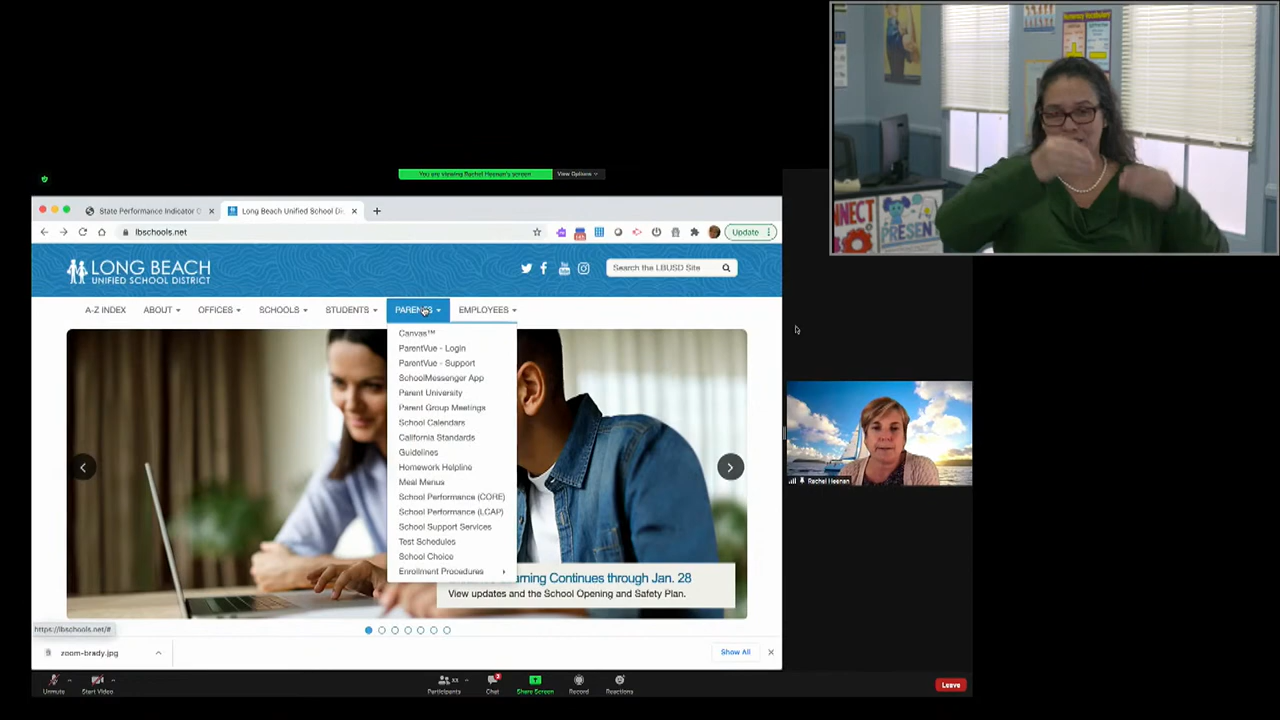 Numeracy Vocabulary
NNECT
PRESEN
You are viewing Rachel Heenan's screen
View Options
State Performance Indicator
Long Beach Unified School Di
lbschools.net
Update
LONG BEACH
UNIFIED SCHOOL DISTRICT
Search the LBUSD Site
A-Z INDEX ABOUT OFFICES SCHOOLS STUDENTS PARENTS EMPLOYEES
Canvas™
ParentVue - Login
ParentVue - Support
SchoolMessenger App
Parent University
Parent Group Meetings
School Calendars
California Standards
Guidelines
Homework Helpline
Meal Menus
School Performance (CORE)
School Performance (LCAP)
School Support Services
Test Schedules
School Choice
Enrollment Procedures
rning Continues through Jan. 28
View updates and the School Opening and Safety Plan.
Rachel Heenan
https://lbschools.net/#
zoom-brady.jpg
Show All
Unmute Start Video Participants Chat Share Screen Record Reactions Leave